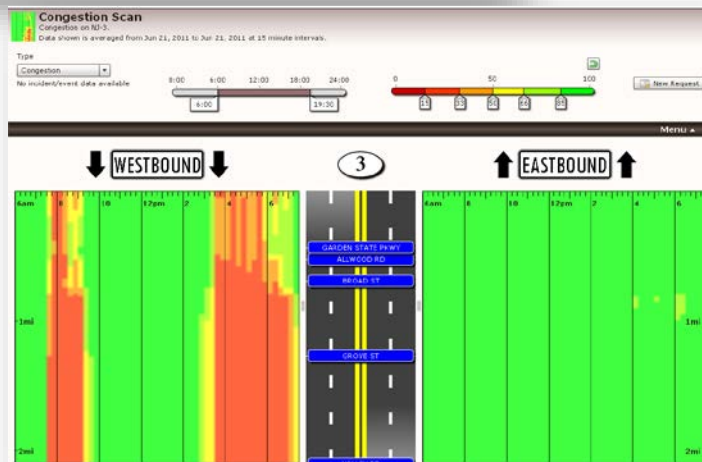 Congestion Scan
Congestion on NJ-3.
Data shown is averaged from Jun 21, 2011 to Jun 21, 2011 at 15 minute intervals.
Type
Congestion
No incident/event data available
6:00 12:00 18:00 24:00
6:00 19:30
0 50 100
15 33 50 66 85
New Request
Menu
WESTBOUND 3 EASTBOUND
6am 8 10 12pm 2 4 6
6am 8 10 12pm 2 4 6
GARDEN STATE PKWY
ALLWOOD RD
BROAD ST
1mi 1mi
GROVE ST
2mi 2mi